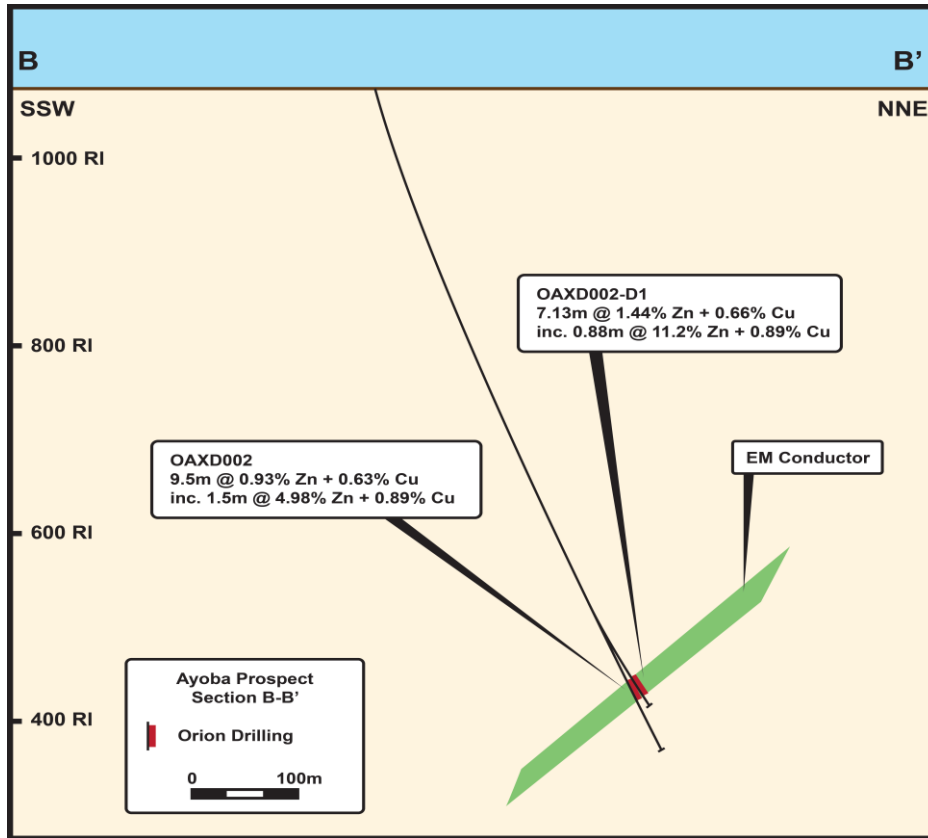 B
B’
SSW
NNE
1000 Rl
OAXD002-D1
7.13m @ 1.44% Zn + 0.66% Cu
inc. 0.88m @ 11.2% Zn + 0.89% Cu
800 Rl
OAXD002
9.5m @ 0.93% Zn + 0.63% Cu
inc. 1.5m @ 4.98% Zn + 0.89% Cu
EM Conductor
600 Rl
Ayoba Prospect
Section B-B’
Orion Drilling
0 100m
400 Rl